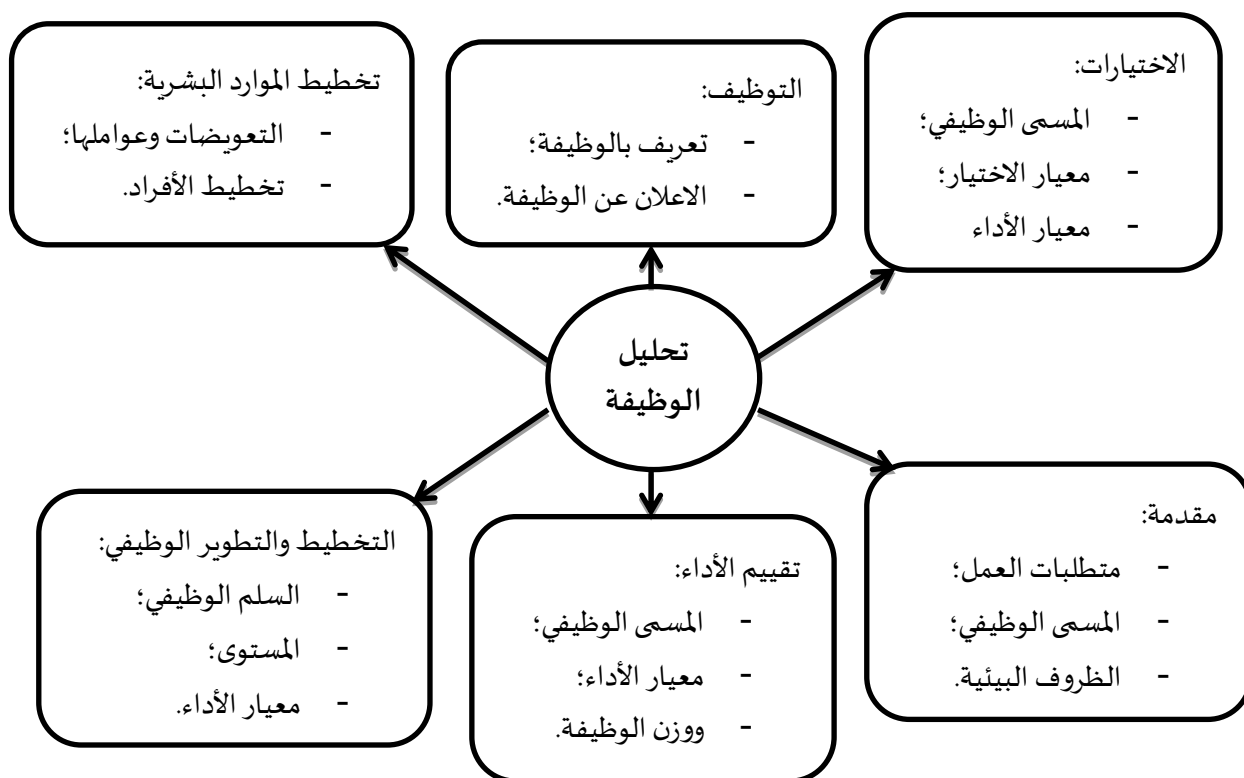 الاختيارات:
- المسمى الوظيفي؛
- معيار الاختيار؛
- معيار الأداء
التوظيف:
- تعريف بالوظيفة؛
- الاعلان عن الوظيفة.
تخطيط الموارد البشرية:
- التعويضات وعواملها؛
- تخطيط الأفراد.
تحليل
الوظيفة
مقدمة:
- متطلبات العمل؛
- المسمى الوظيفي؛
- الظروف البيئية.
تقييم الأداء:
- المسمى الوظيفي؛
- معيار الأداء؛
- ووزن الوظيفة.
التخطيط والتطوير الوظيفي:
- السلم الوظيفي؛
- المستوى؛
- معيار الأداء.